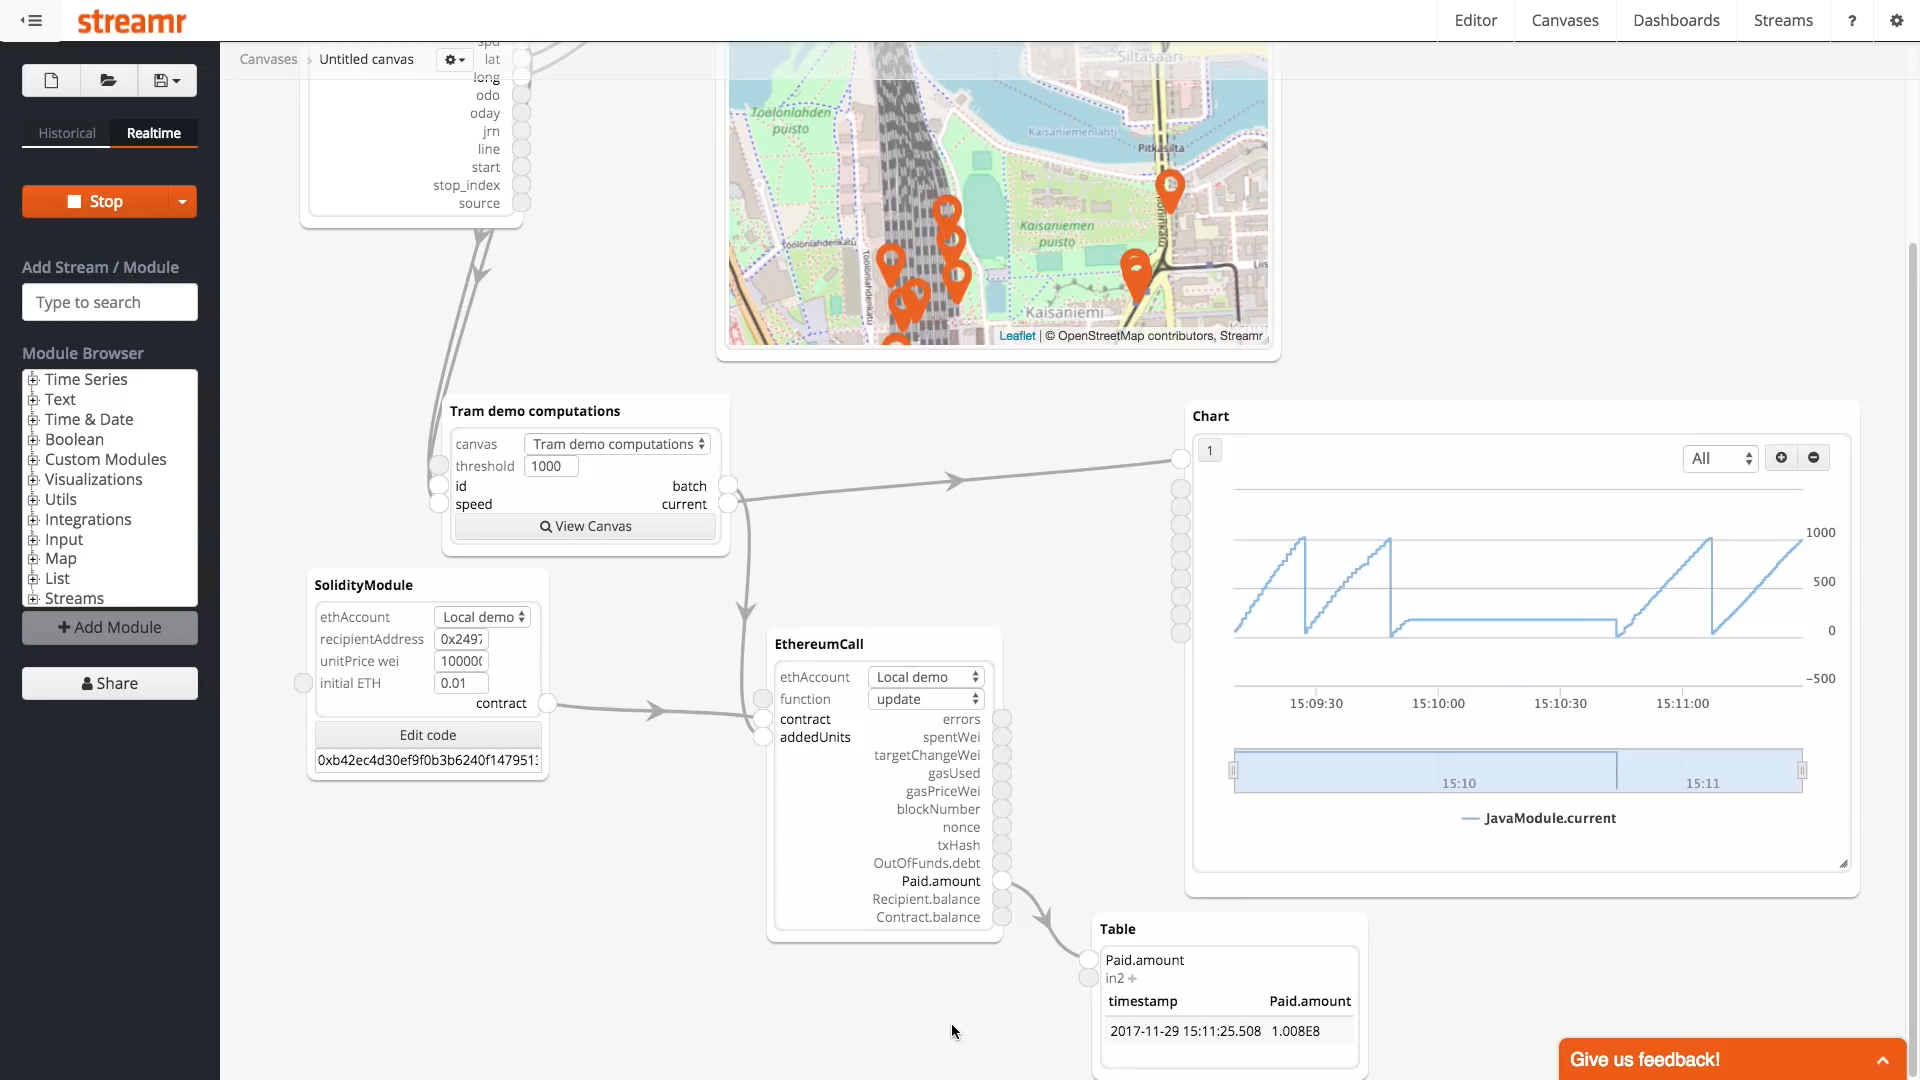 streamr
Editor
Canvases
Dashboards
Streams
?
Canvases
Untitled canvas
spd
lat
long
odo
oday
jrn
line
start
stop_index
source
Historical
Realtime
Stop
Add Stream / Module
Type to search
Module Browser
Time Series
Text
Time & Date
Boolean
Custom Modules
Visualizations
Utils
Integrations
Input
Map
List
Streams
Add Module
Share
Siltasaari
Töölönlahden
puisto
Kaisaniemenlahti
Pitkäsilta
Kaisaniemen
puisto
Töölönlahdenkatu
Töölönlahdenkatu
Liis
Kaisaniemi
Leaflet | © OpenStreetMap contributors, Streamr
Tram demo computations
canvas
Tram demo computations
threshold
1000
id
batch
speed
current
View Canvas
SolidityModule
ethAccount
Local demo
recipientAddress
0x2497
unitPrice wei
100000
initial ETH
0.01
contract
Edit code
0xb42ec4d30ef9f0b3b6240f1479513
EthereumCall
ethAccount
Local demo
function
update
contract
errors
addedUnits
spentWei
targetChangeWei
gasUsed
gasPriceWei
blockNumber
nonce
txHash
OutOfFunds.debt
Paid.amount
Recipient.balance
Contract.balance
Chart
1
All
1000
500
0
-500
15:09:30
15:10:00
15:10:30
15:11:00
15:10
15:11
JavaModule.current
Table
Paid.amount
in2
timestamp
Paid.amount
2017-11-29 15:11:25.508
1.008E8
Give us feedback!